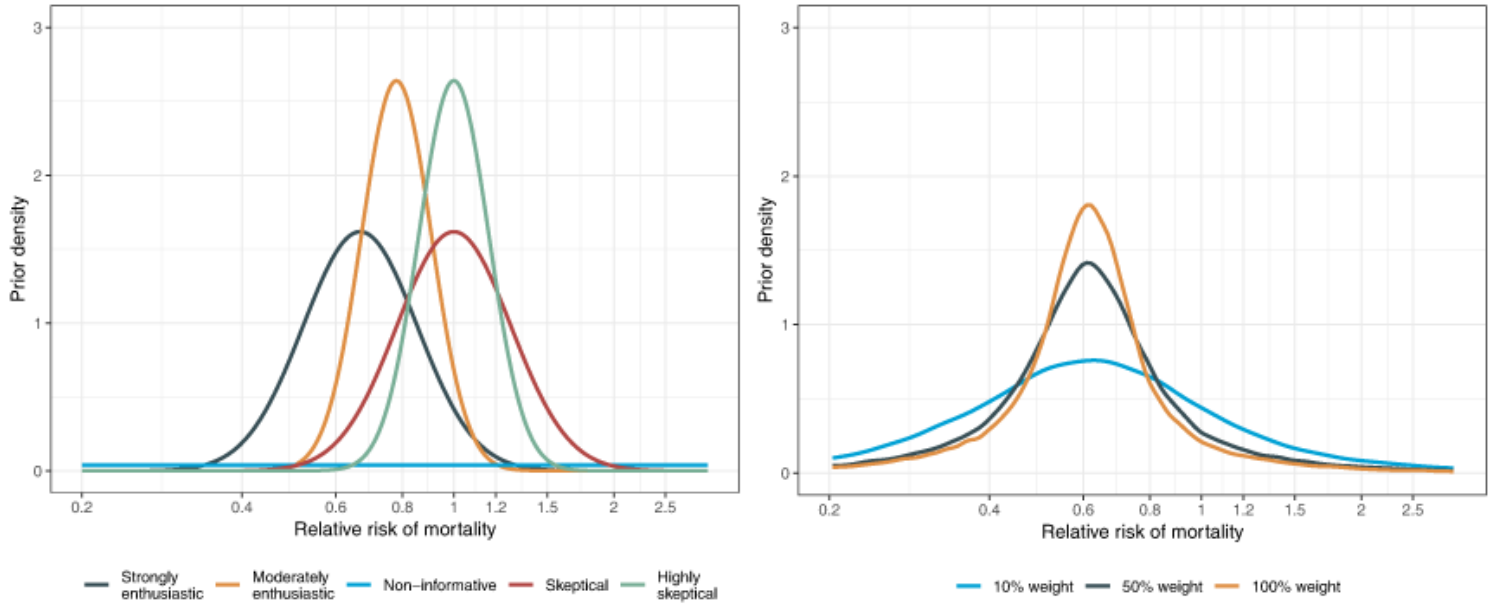 3
2
1
0
Prior density
0.2 0.4 0.6 0.8 1 1.2 1.5 2 2.5
Relative risk of mortality
Strongly
enthusiastic
Moderately
enthusiastic
Non−informative
Skeptical
Highly
skeptical
3
2
1
0
Prior density
0.2 0.4 0.6 0.8 1 1.2 1.5 2 2.5
Relative risk of mortality
10% weight 50% weight 100% weight